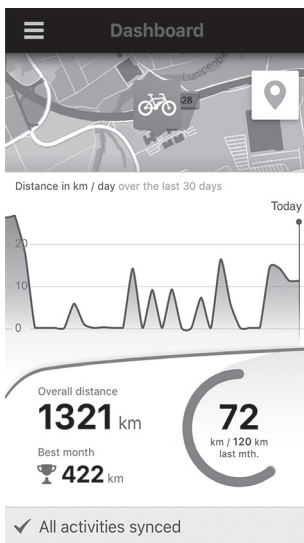 Dashboard
Lumpenb
28
Distance in km / day over the last 30 days
Today
20
10
0
Overall distance
1321 km
Best month
422 km
72
km / 120 km
last mth.
All activities synced